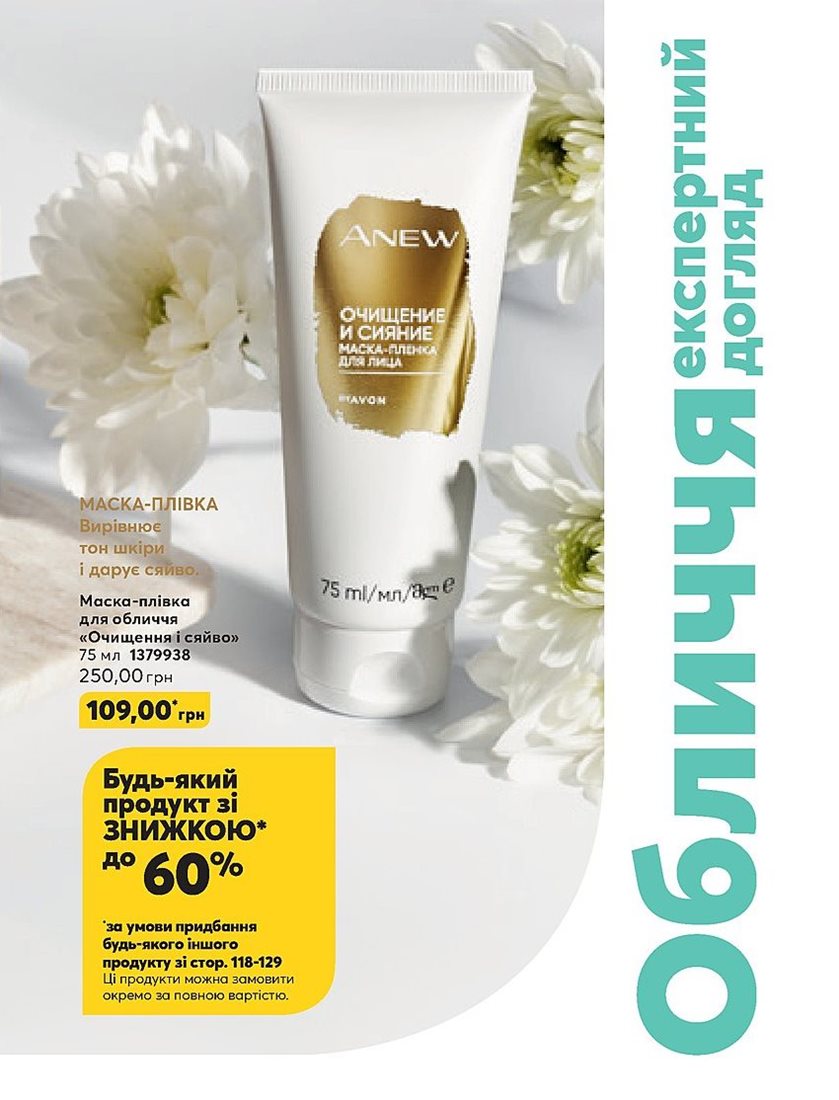 ANEW
ОЧИЩЕНИЕ
И СИЯНИЕ
МАСКА-ПЛЕНКА
ДЛЯ ЛИЦА
BY AVON
75 ml/мл/ e
МАСКА-ПЛІВКА
Вирівнює
тон шкіри
і дарує сяйво.
Маска-плівка
для обличчя
«Очищення і сяйво»
75 мл 1379938
250,00 грн
109,00* грн
Будь-який
продукт зі
ЗНИЖКОЮ*
до 60%
*за умови придбання
будь-якого іншого
продукту зі стор. 118-129
Ці продукти можна замовити
окремо за повною вартістю.
Обличчя
експертний
догляд